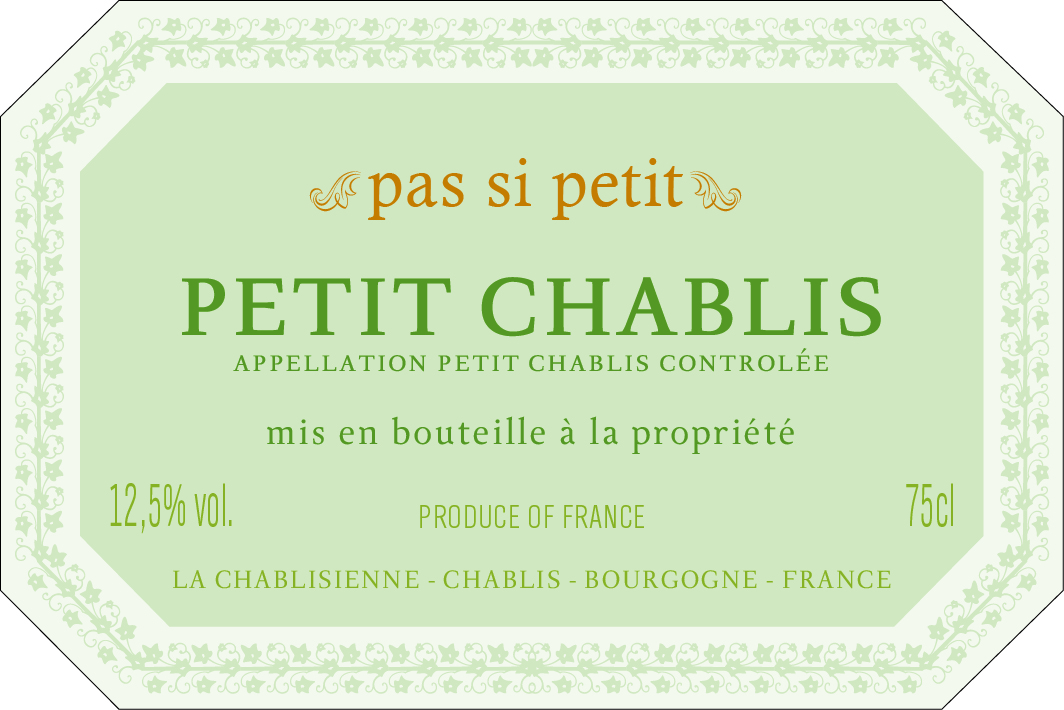 pas si petit
PETIT CHABLIS
APPELLATION PETIT CHABLIS CONTROLÉE
mis en bouteille à la propriété
12,5% vol.
PRODUCE OF FRANCE
75cl
LA CHABLISIENNE - CHABLIS - BOURGOGNE - FRANCE